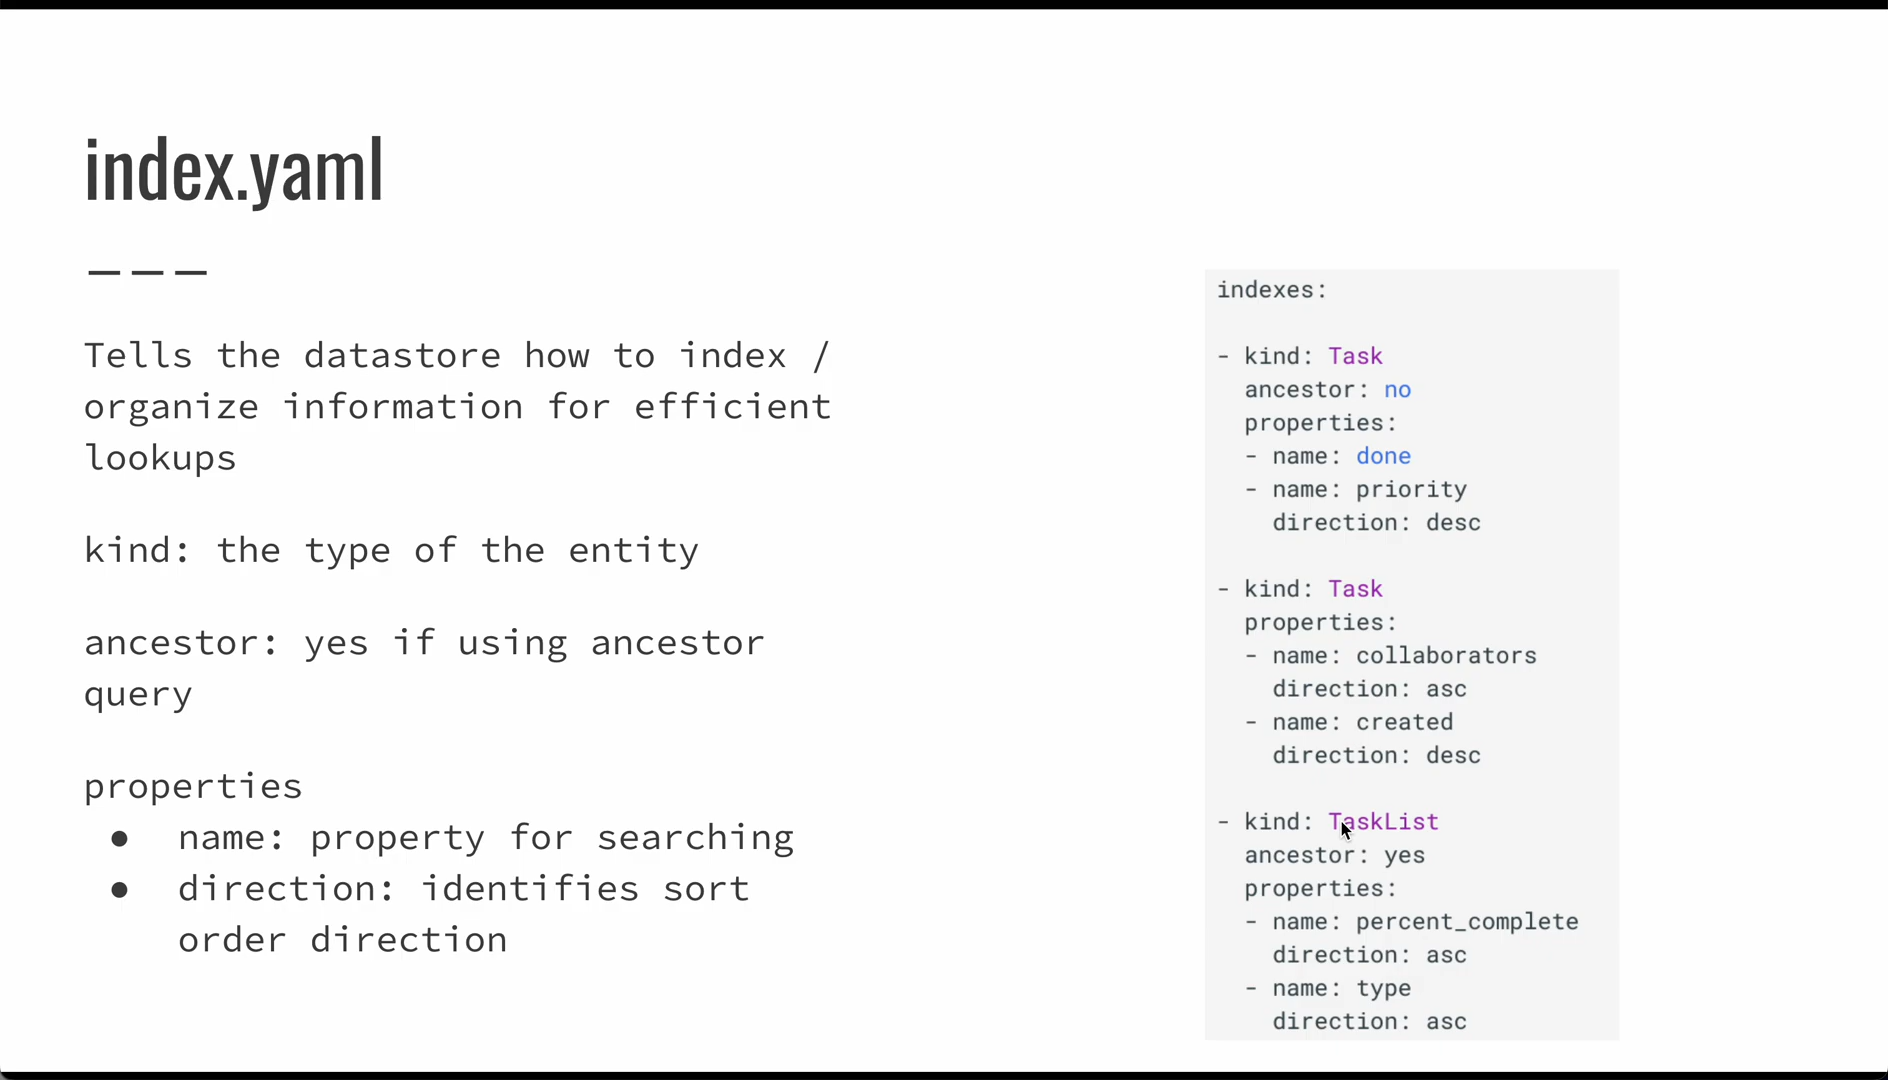 index.yaml
Tells the datastore how to index /
organize information for efficient
lookups
kind: the type of the entity
ancestor: yes if using ancestor
query
properties
● name: property for searching
● direction: identifies sort
order direction
indexes:
- kind: Task
ancestor: no
properties:
- name: done
- name: priority
direction: desc
- kind: Task
properties:
- name: collaborators
direction: asc
- name: created
direction: desc
- kind: TaskList
ancestor: yes
properties:
- name: percent_complete
direction: asc
- name: type
direction: asc